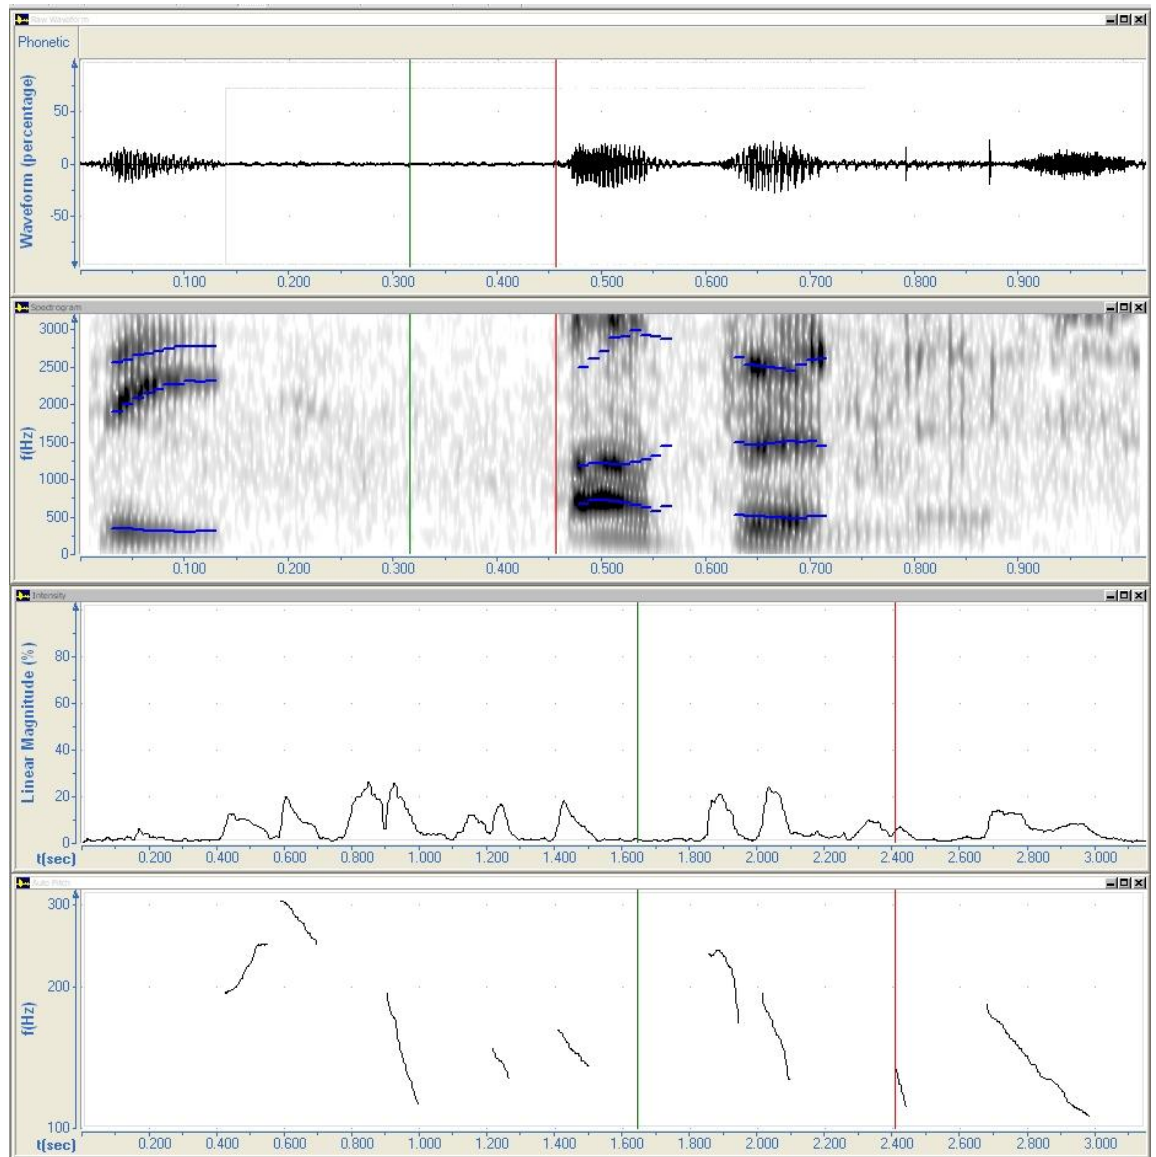 Raw Waveform
Phonetic
Waveform (percentage)
50
0
-50
0.100 0.200 0.300 0.400 0.500 0.600 0.700 0.800 0.900
Spectrogram
f(Hz)
3000
2500
2000
1500
1000
500
0
0.100 0.200 0.300 0.400 0.500 0.600 0.700 0.800 0.900
Intensity
Linear Magnitude (%)
80
60
40
20
0
t(sec) 0.200 0.400 0.600 0.800 1.000 1.200 1.400 1.600 1.800 2.000 2.200 2.400 2.600 2.800 3.000
Auto Pitch
f(Hz)
300
200
100
t(sec) 0.200 0.400 0.600 0.800 1.000 1.200 1.400 1.600 1.800 2.000 2.200 2.400 2.600 2.800 3.000